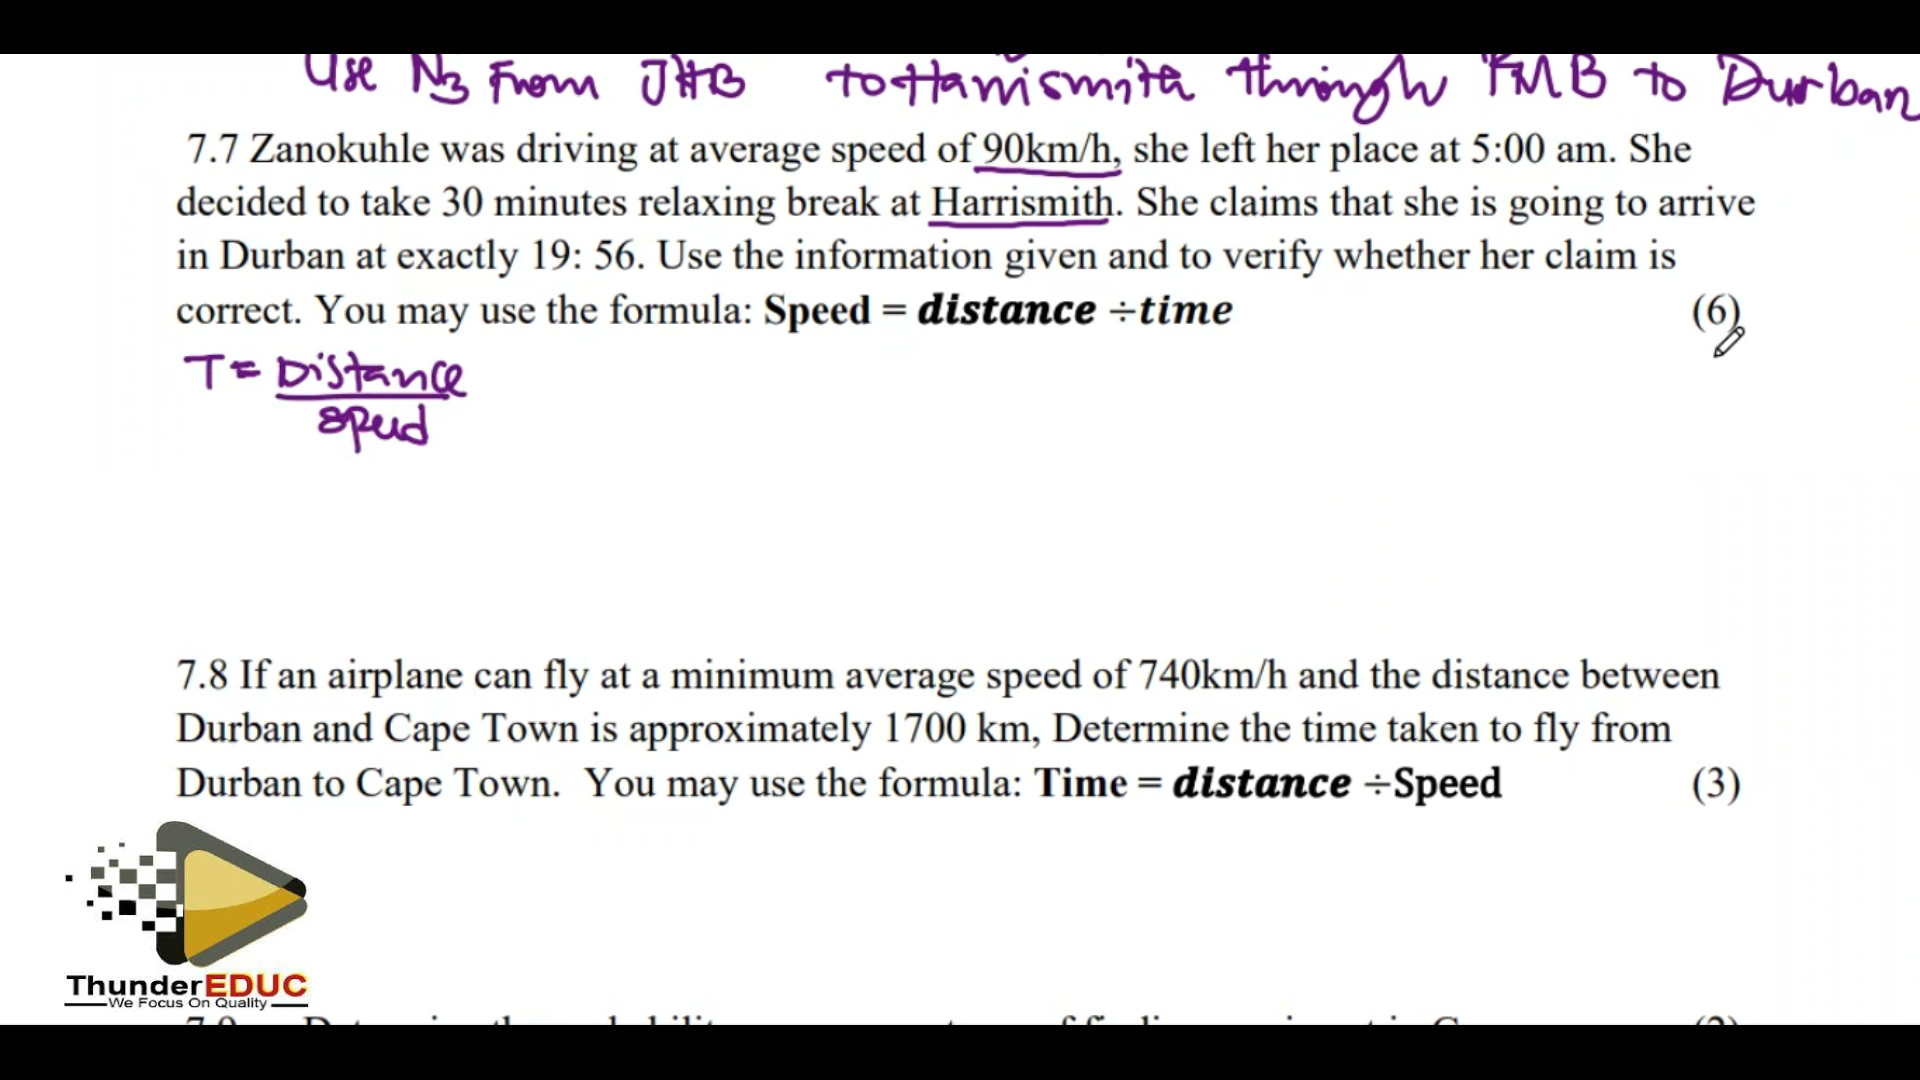 Use N3 From JHB to Harrismith through PMB to Durban
7.7 Zanokuhle was driving at average speed of 90km/h, she left her place at 5:00 am. She
decided to take 30 minutes relaxing break at Harrismith. She claims that she is going to arrive
in Durban at exactly 19: 56. Use the information given and to verify whether her claim is
correct. You may use the formula: Speed = distance ÷time (6)
T = Distance
speed
7.8 If an airplane can fly at a minimum average speed of 740km/h and the distance between
Durban and Cape Town is approximately 1700 km, Determine the time taken to fly from
Durban to Cape Town. You may use the formula: Time = distance ÷Speed (3)
ThunderEDUC
We Focus On Quality